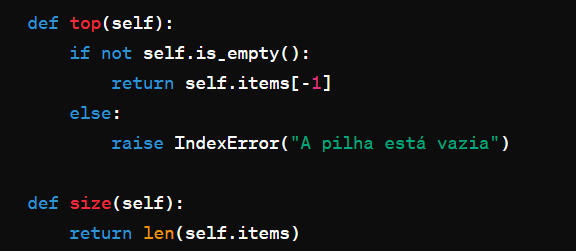 def top(self):
    if not self.is_empty():
        return self.items[-1]
    else:
        raise IndexError("A pilha está vazia")
def size(self):
    return len(self.items)